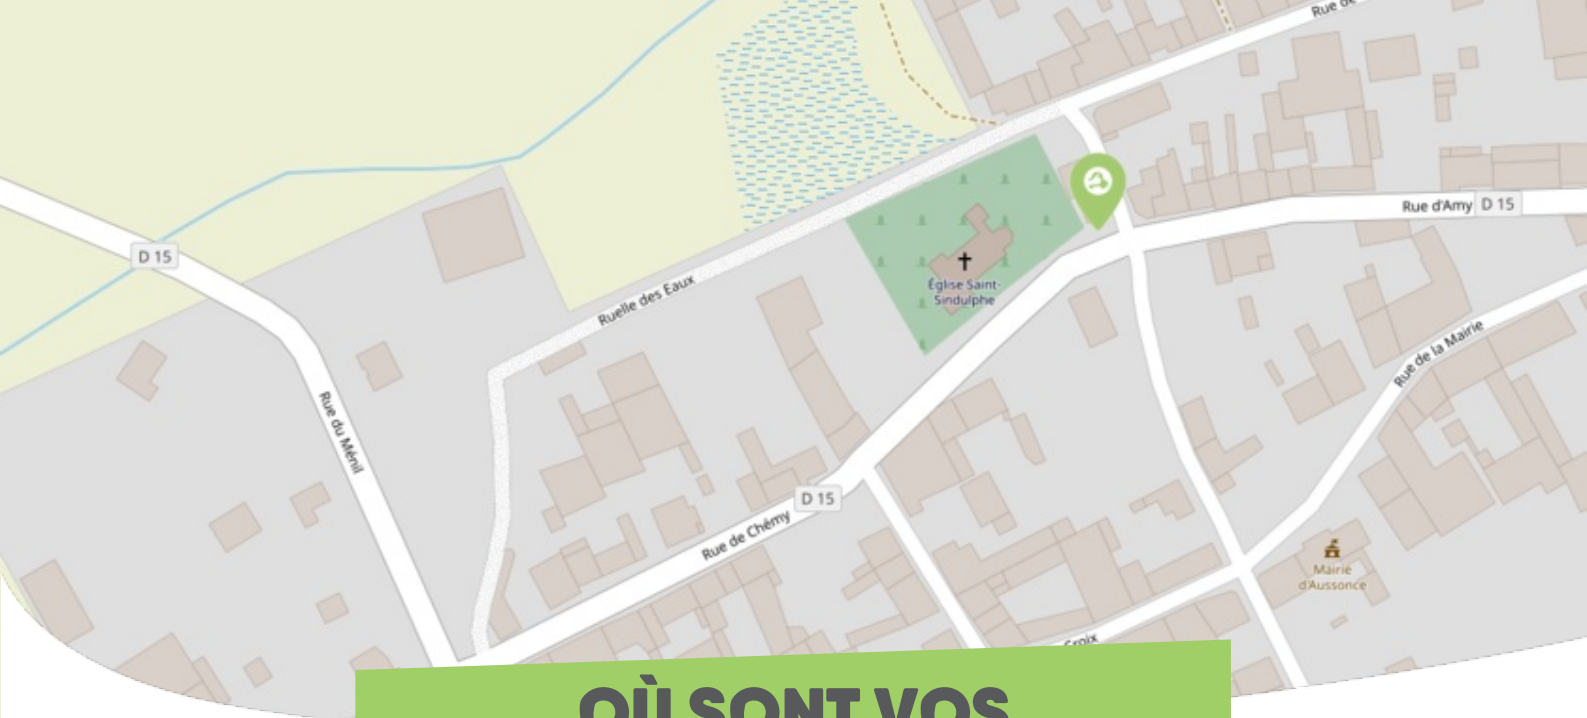 Rue de
Rue d'Amy D 15
D 15
Ruelle des Eaux
Église Saint-
Sindulphe
Rue de la Mairie
Rue du Ménil
D 15
Rue de Chémy
Mairie
d'Aussonce
Croix
OÙ SONT VOS